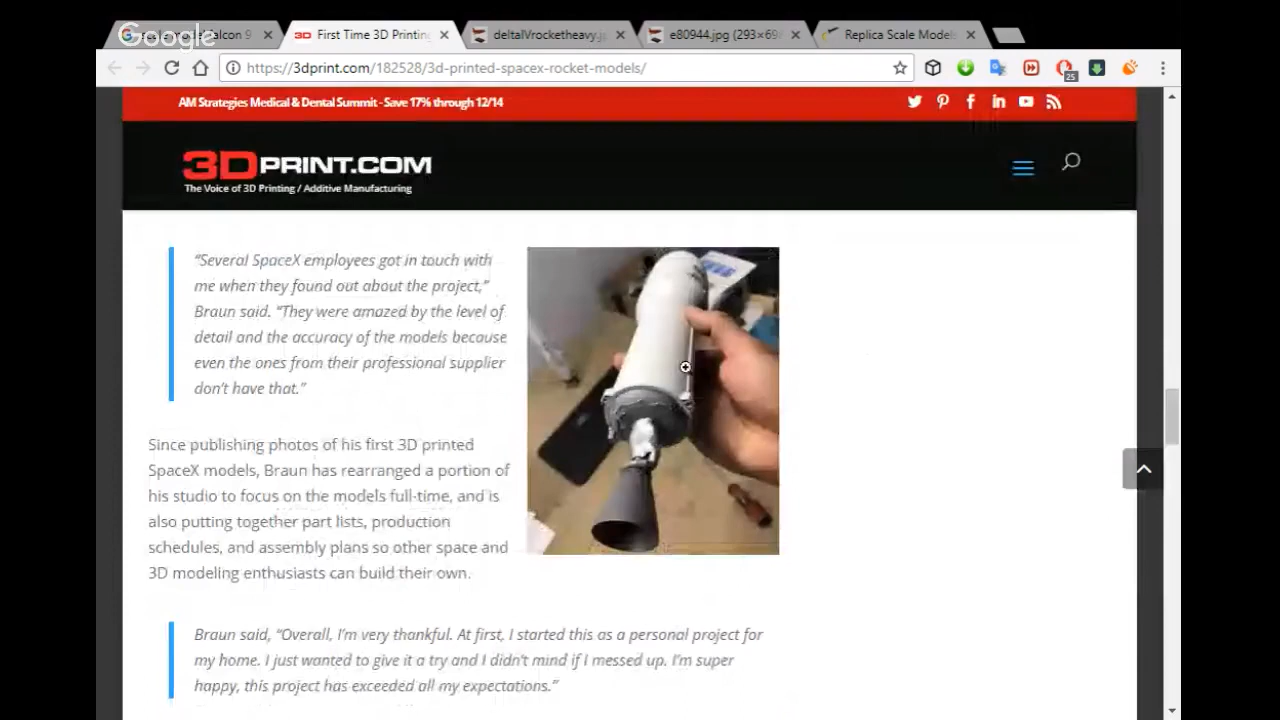 Google
First Time 3D Printing
deltaIVrocketheavy.jp
e80944.jpg (293×69
Replica Scale Models
https://3dprint.com/182528/3d-printed-spacex-rocket-models/
25
AM Strategies Medical & Dental Summit - Save 17% through 12/14
3DPRINT.COM
The Voice of 3D Printing / Additive Manufacturing
“Several SpaceX employees got in touch with
me when they found out about the project,”
Braun said. “They were amazed by the level of
detail and the accuracy of the models because
even the ones from their professional supplier
don’t have that.”
Since publishing photos of his first 3D printed
SpaceX models, Braun has rearranged a portion of
his studio to focus on the models full-time, and is
also putting together part lists, production
schedules, and assembly plans so other space and
3D modeling enthusiasts can build their own.
Braun said, “Overall, I’m very thankful. At first, I started this as a personal project for
my home. I just wanted to give it a try and I didn’t mind if I messed up. I’m super
happy, this project has exceeded all my expectations.”